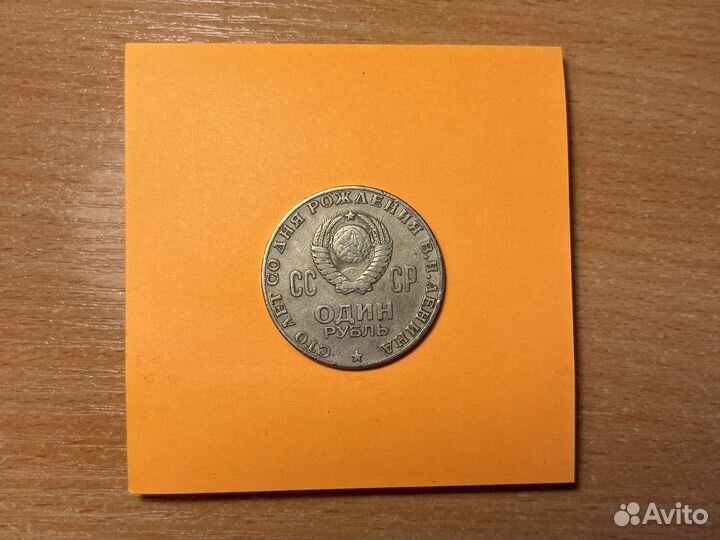 СТО ЛЕТ СО ДНЯ РОЖДЕНИЯ В.И.ЛЕНИНА
СС СР
ОДИН
РУБЛЬ
Avito